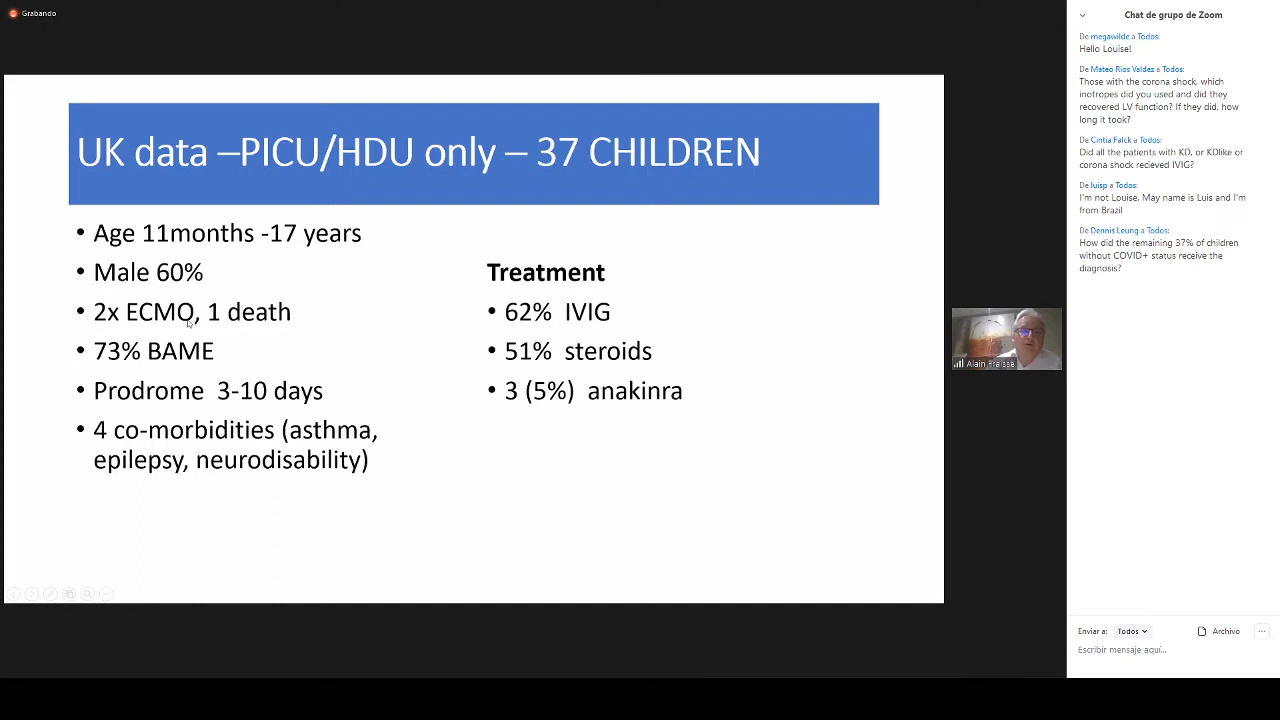 Grabando
UK data –PICU/HDU only – 37 CHILDREN
• Age 11months -17 years
• Male 60%
• 2x ECMO, 1 death
• 73% BAME
• Prodrome 3-10 days
• 4 co-morbidities (asthma,
epilepsy, neurodisability)
Treatment
• 62% IVIG
• 51% steroids
• 3 (5%) anakinra
Alain Fraisse
Chat de grupo de Zoom
De megawilde a Todos:
Hello Louise!
De Mateo Rios Valdez a Todos:
Those with the corona shock, which
inotropes did you used and did they
recovered LV function? If they did, how
long it took?
De Cintia Falck a Todos:
Did all the patients with KD, or KDlike or
corona shock recieved IVIG?
De luisp a Todos:
I'm not Louise. May name is Luis and I'm
from Brazil
De Dennis Leung a Todos:
How did the remaining 37% of children
without COVID+ status receive the
diagnosis?
Enviar a: Todos
Archivo
Escribir mensaje aquí...